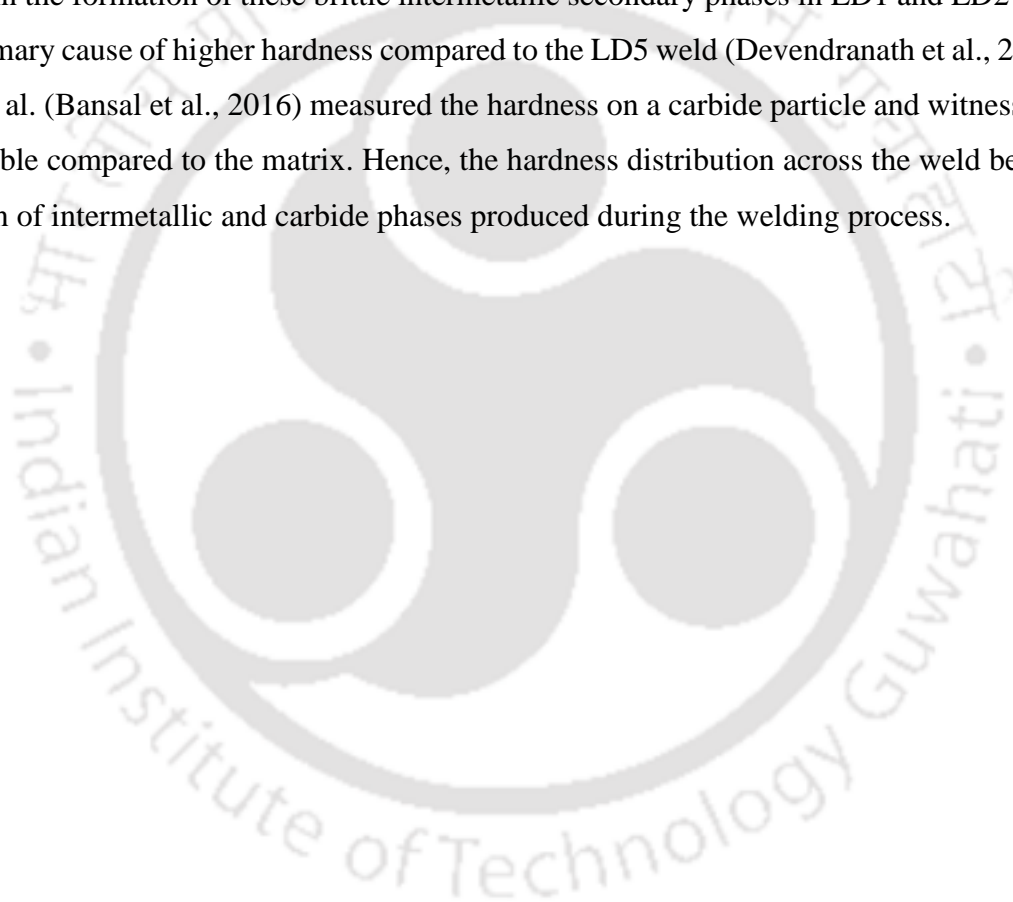 the formation of these brittle intermetallic secondary phases in LD1 and LD2
mary cause of higher hardness compared to the LD5 weld (Devendranath et al., 2
al. (Bansal et al., 2016) measured the hardness on a carbide particle and witness
ble compared to the matrix. Hence, the hardness distribution across the weld be
n of intermetallic and carbide phases produced during the welding process.
• Indian Institute of Technology Guwahati •